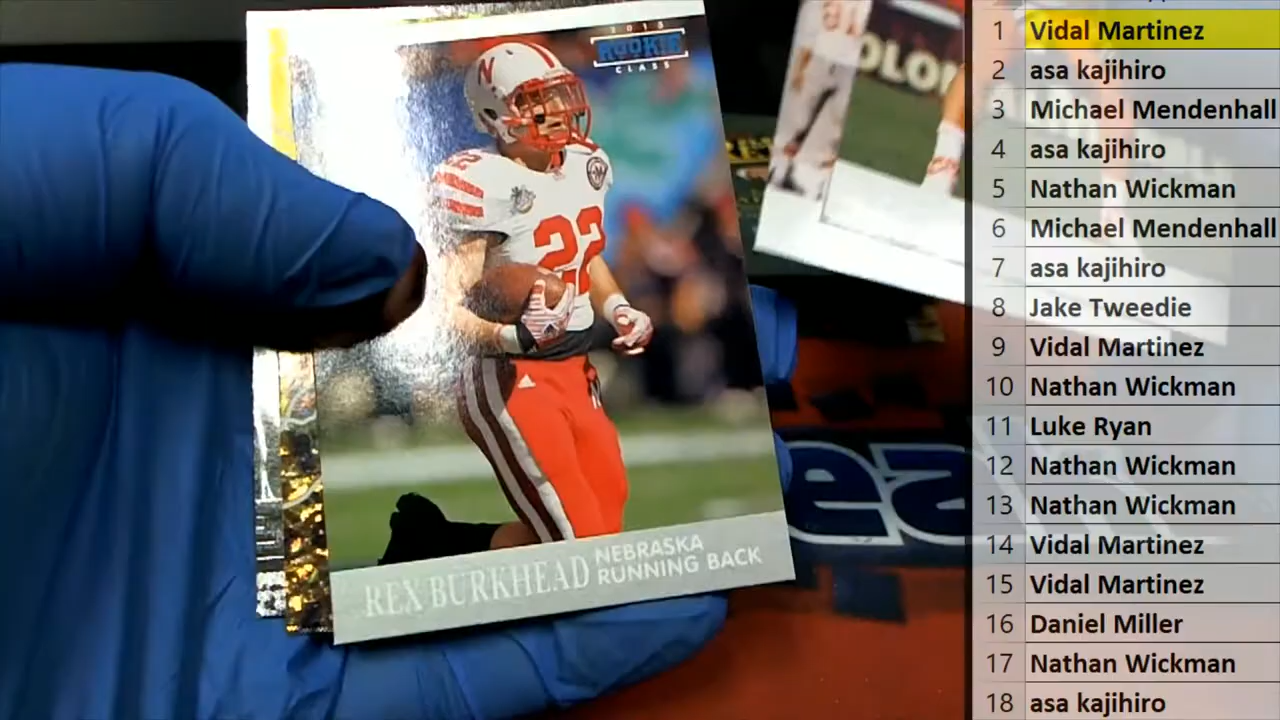 2013
ROOKIE
CLASS
N
22
22
REX BURKHEAD
NEBRASKA
RUNNING BACK
OLO
1 Vidal Martinez
2 asa kajihiro
3 Michael Mendenhall
4 asa kajihiro
5 Nathan Wickman
6 Michael Mendenhall
7 asa kajihiro
8 Jake Tweedie
9 Vidal Martinez
10 Nathan Wickman
11 Luke Ryan
12 Nathan Wickman
13 Nathan Wickman
14 Vidal Martinez
15 Vidal Martinez
16 Daniel Miller
17 Nathan Wickman
18 asa kajihiro